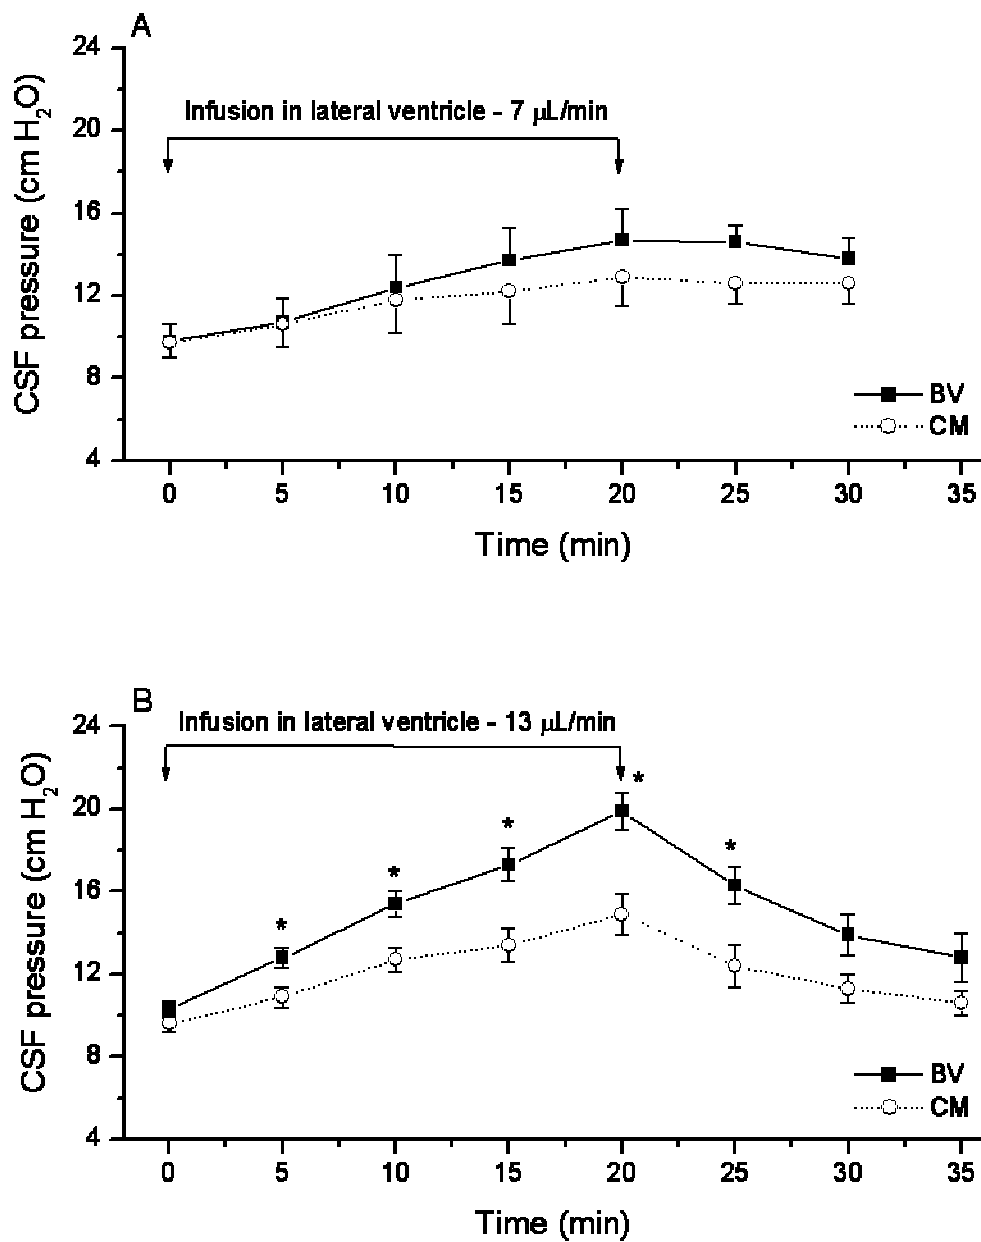 A
24
Infusion in lateral ventricle - 7 μL/min
20
16
12
8
4
CSF pressure (cm H₂O)
BV
CM
0 5 10 15 20 25 30 35
Time (min)
B
24
Infusion in lateral ventricle - 13 μL/min
*
20
*
*
*
16
*
12
8
4
CSF pressure (cm H₂O)
BV
CM
0 5 10 15 20 25 30 35
Time (min)